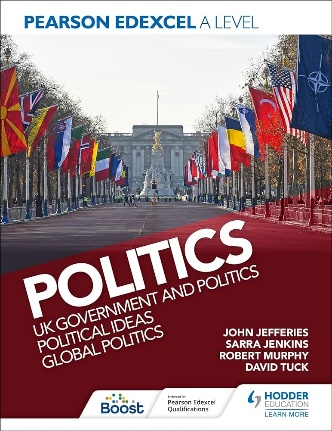 PEARSON EDEXCEL A LEVEL
POLITICS
UK GOVERNMENT AND POLITICS
POLITICAL IDEAS
GLOBAL POLITICS
JOHN JEFFERIES
SARRA JENKINS
ROBERT MURPHY
DAVID TUCK
Boost
Endorsed for
Pearson Edexcel
Qualifications
HODDER
EDUCATION
LEARN MORE